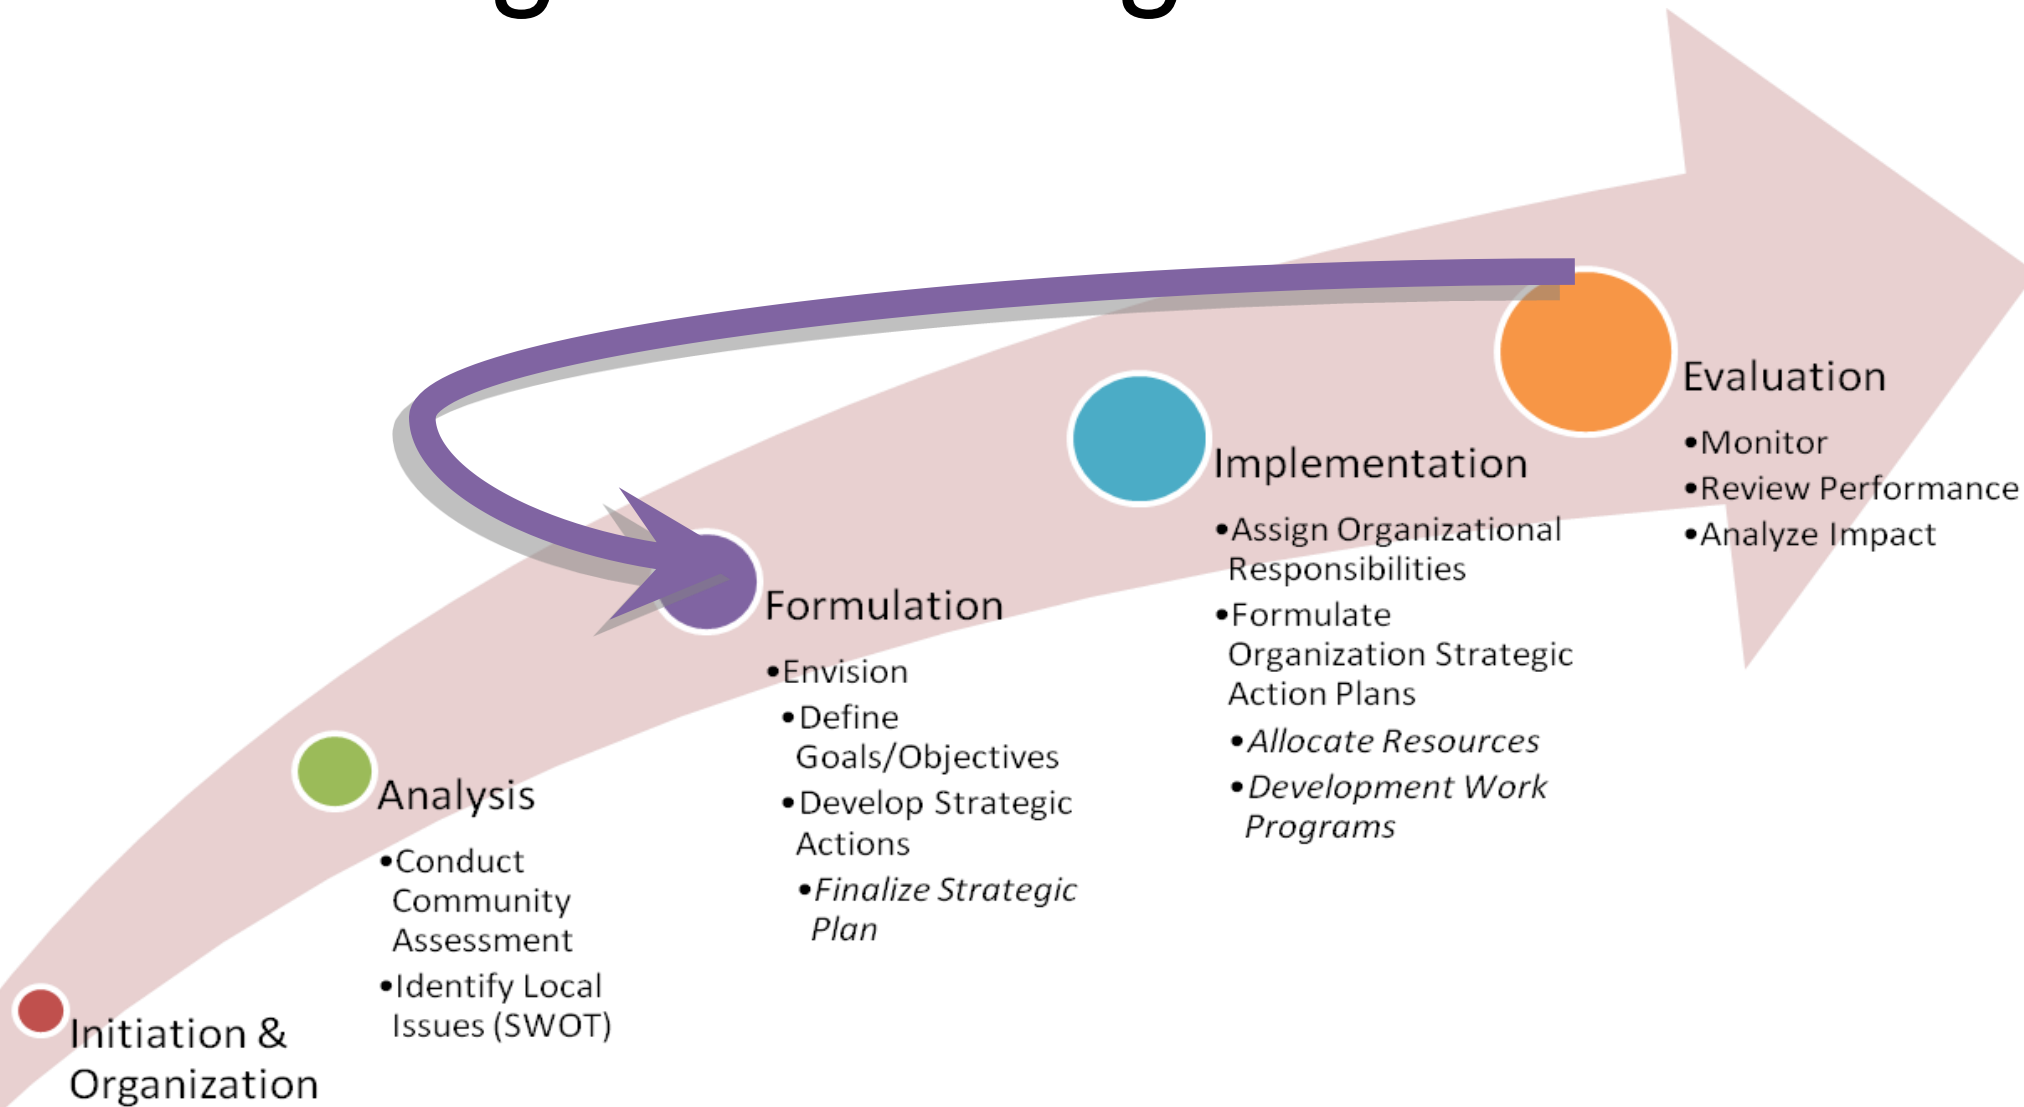 Initiation &
Organization
Analysis
•Conduct
Community
Assessment
•Identify Local
Issues (SWOT)
Formulation
•Envision
•Define
Goals/Objectives
•Develop Strategic
Actions
•Finalize Strategic
Plan
Implementation
•Assign Organizational
Responsibilities
•Formulate
Organization Strategic
Action Plans
•Allocate Resources
•Development Work
Programs
Evaluation
•Monitor
•Review Performance
•Analyze Impact